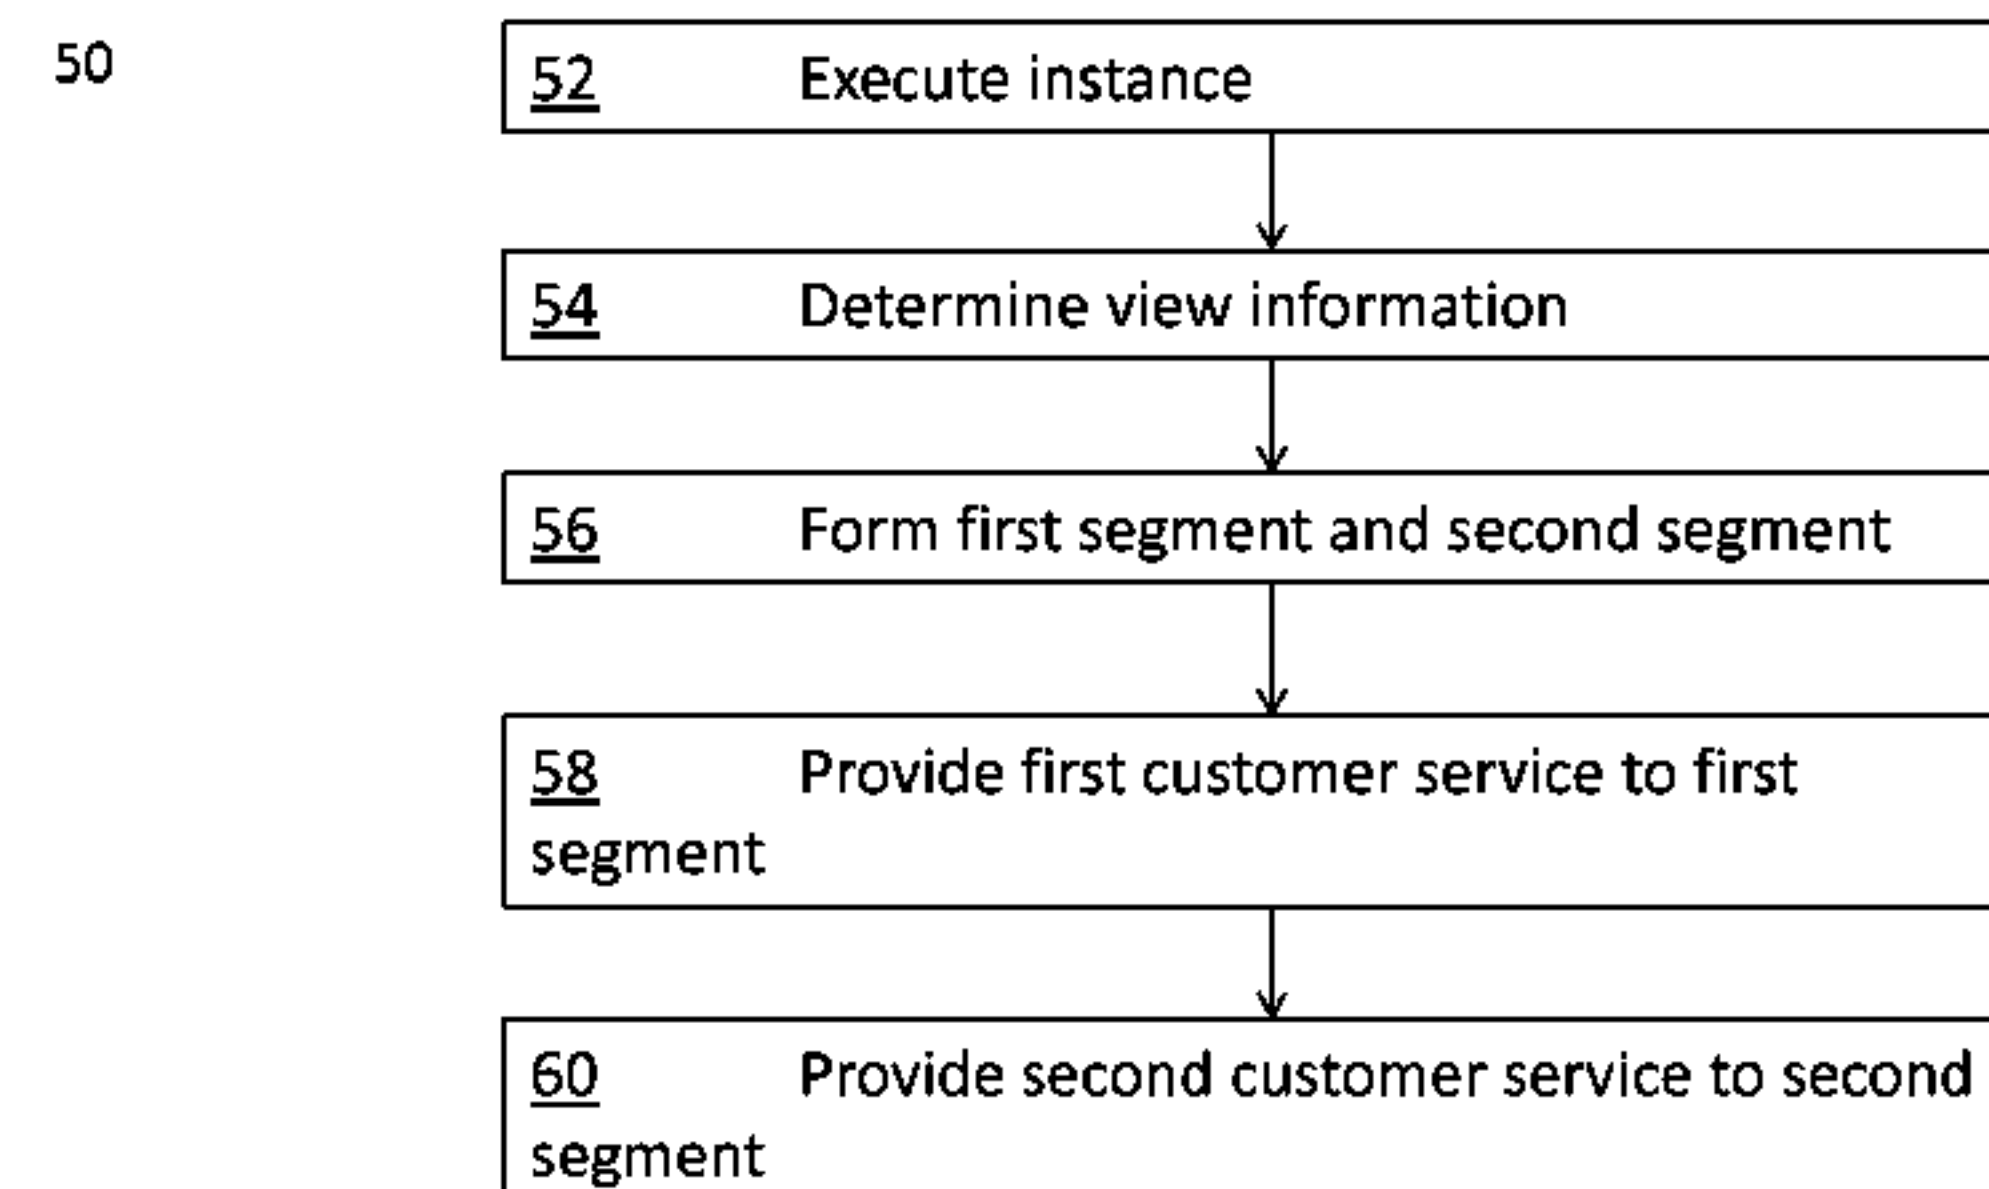 50
52 Execute instance
54 Determine view information
56 Form first segment and second segment
58 Provide first customer service to first
segment
60 Provide second customer service to second
segment